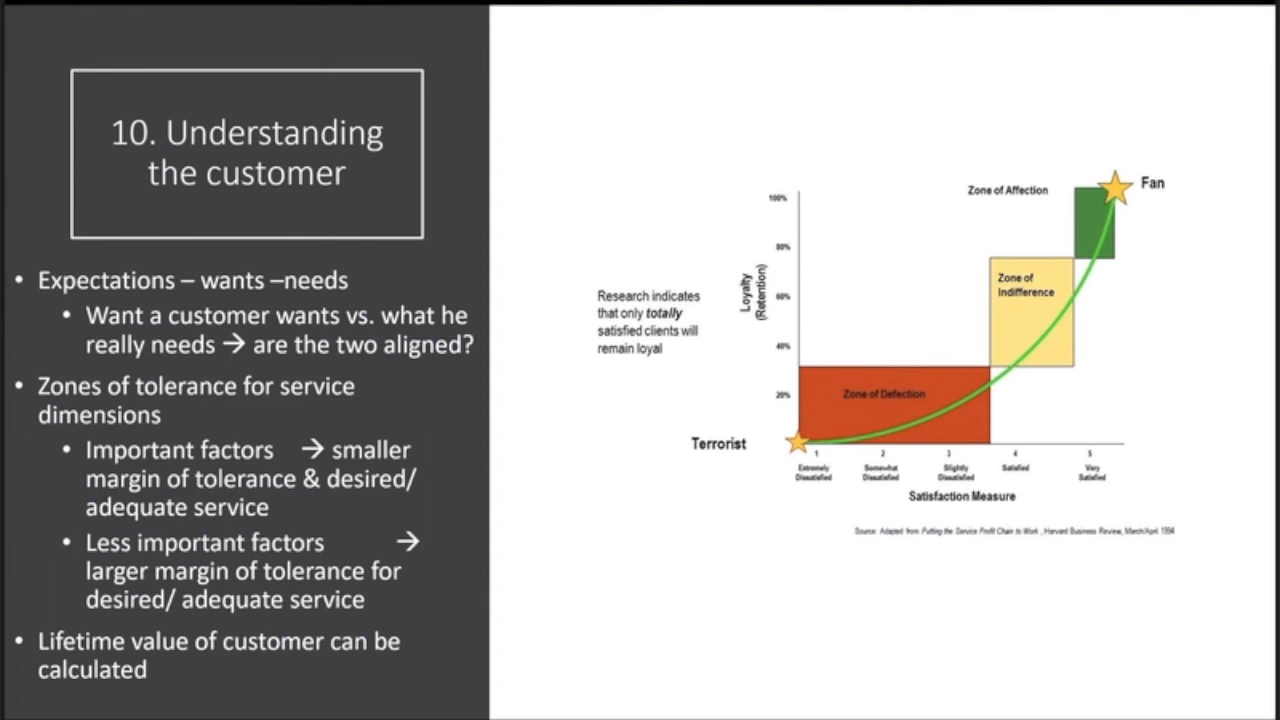 10. Understanding
the customer
• Expectations – wants –needs
• Want a customer wants vs. what he
really needs → are the two aligned?
• Zones of tolerance for service
dimensions
• Important factors → smaller
margin of tolerance & desired/
adequate service
• Less important factors →
larger margin of tolerance for
desired/ adequate service
• Lifetime value of customer can be
calculated
Research indicates
that only totally
satisfied clients will
remain loyal
Zone of Affection
Fan
100%
80%
60%
40%
20%
Loyalty
(Retention)
Zone of
Indifference
Zone of Defection
Terrorist
1 2 3 4 5
Extremely Somewhat Slightly Satisfied Very
Dissatisfied Dissatisfied Dissatisfied Satisfied
Satisfaction Measure
Source: Adapted from Putting the Service Profit Chain to Work , Harvard Business Review, March/April 1994